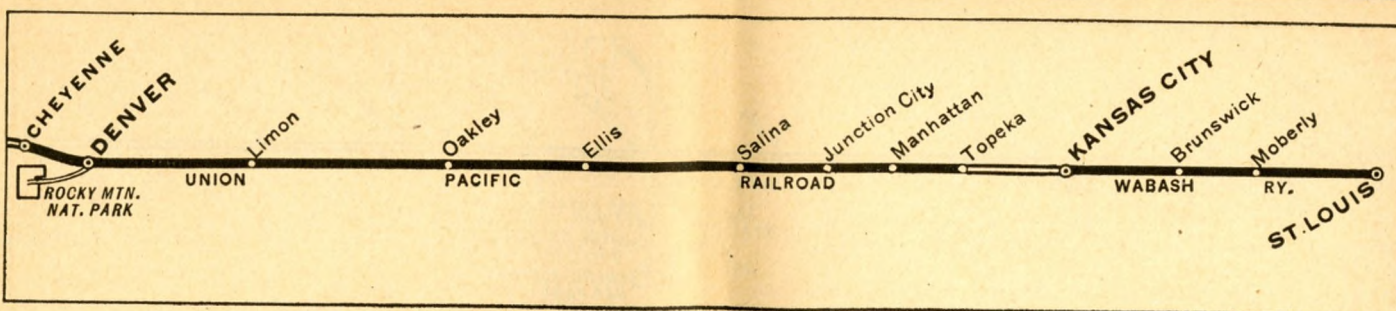 CHEYENNE
DENVER
Limon
Oakley
Ellis
Salina
Junction City
Manhattan
Topeka
KANSAS CITY
Brunswick
Moberly
ST. LOUIS
UNION PACIFIC RAILROAD
WABASH RY.
ROCKY MTN.
NAT. PARK